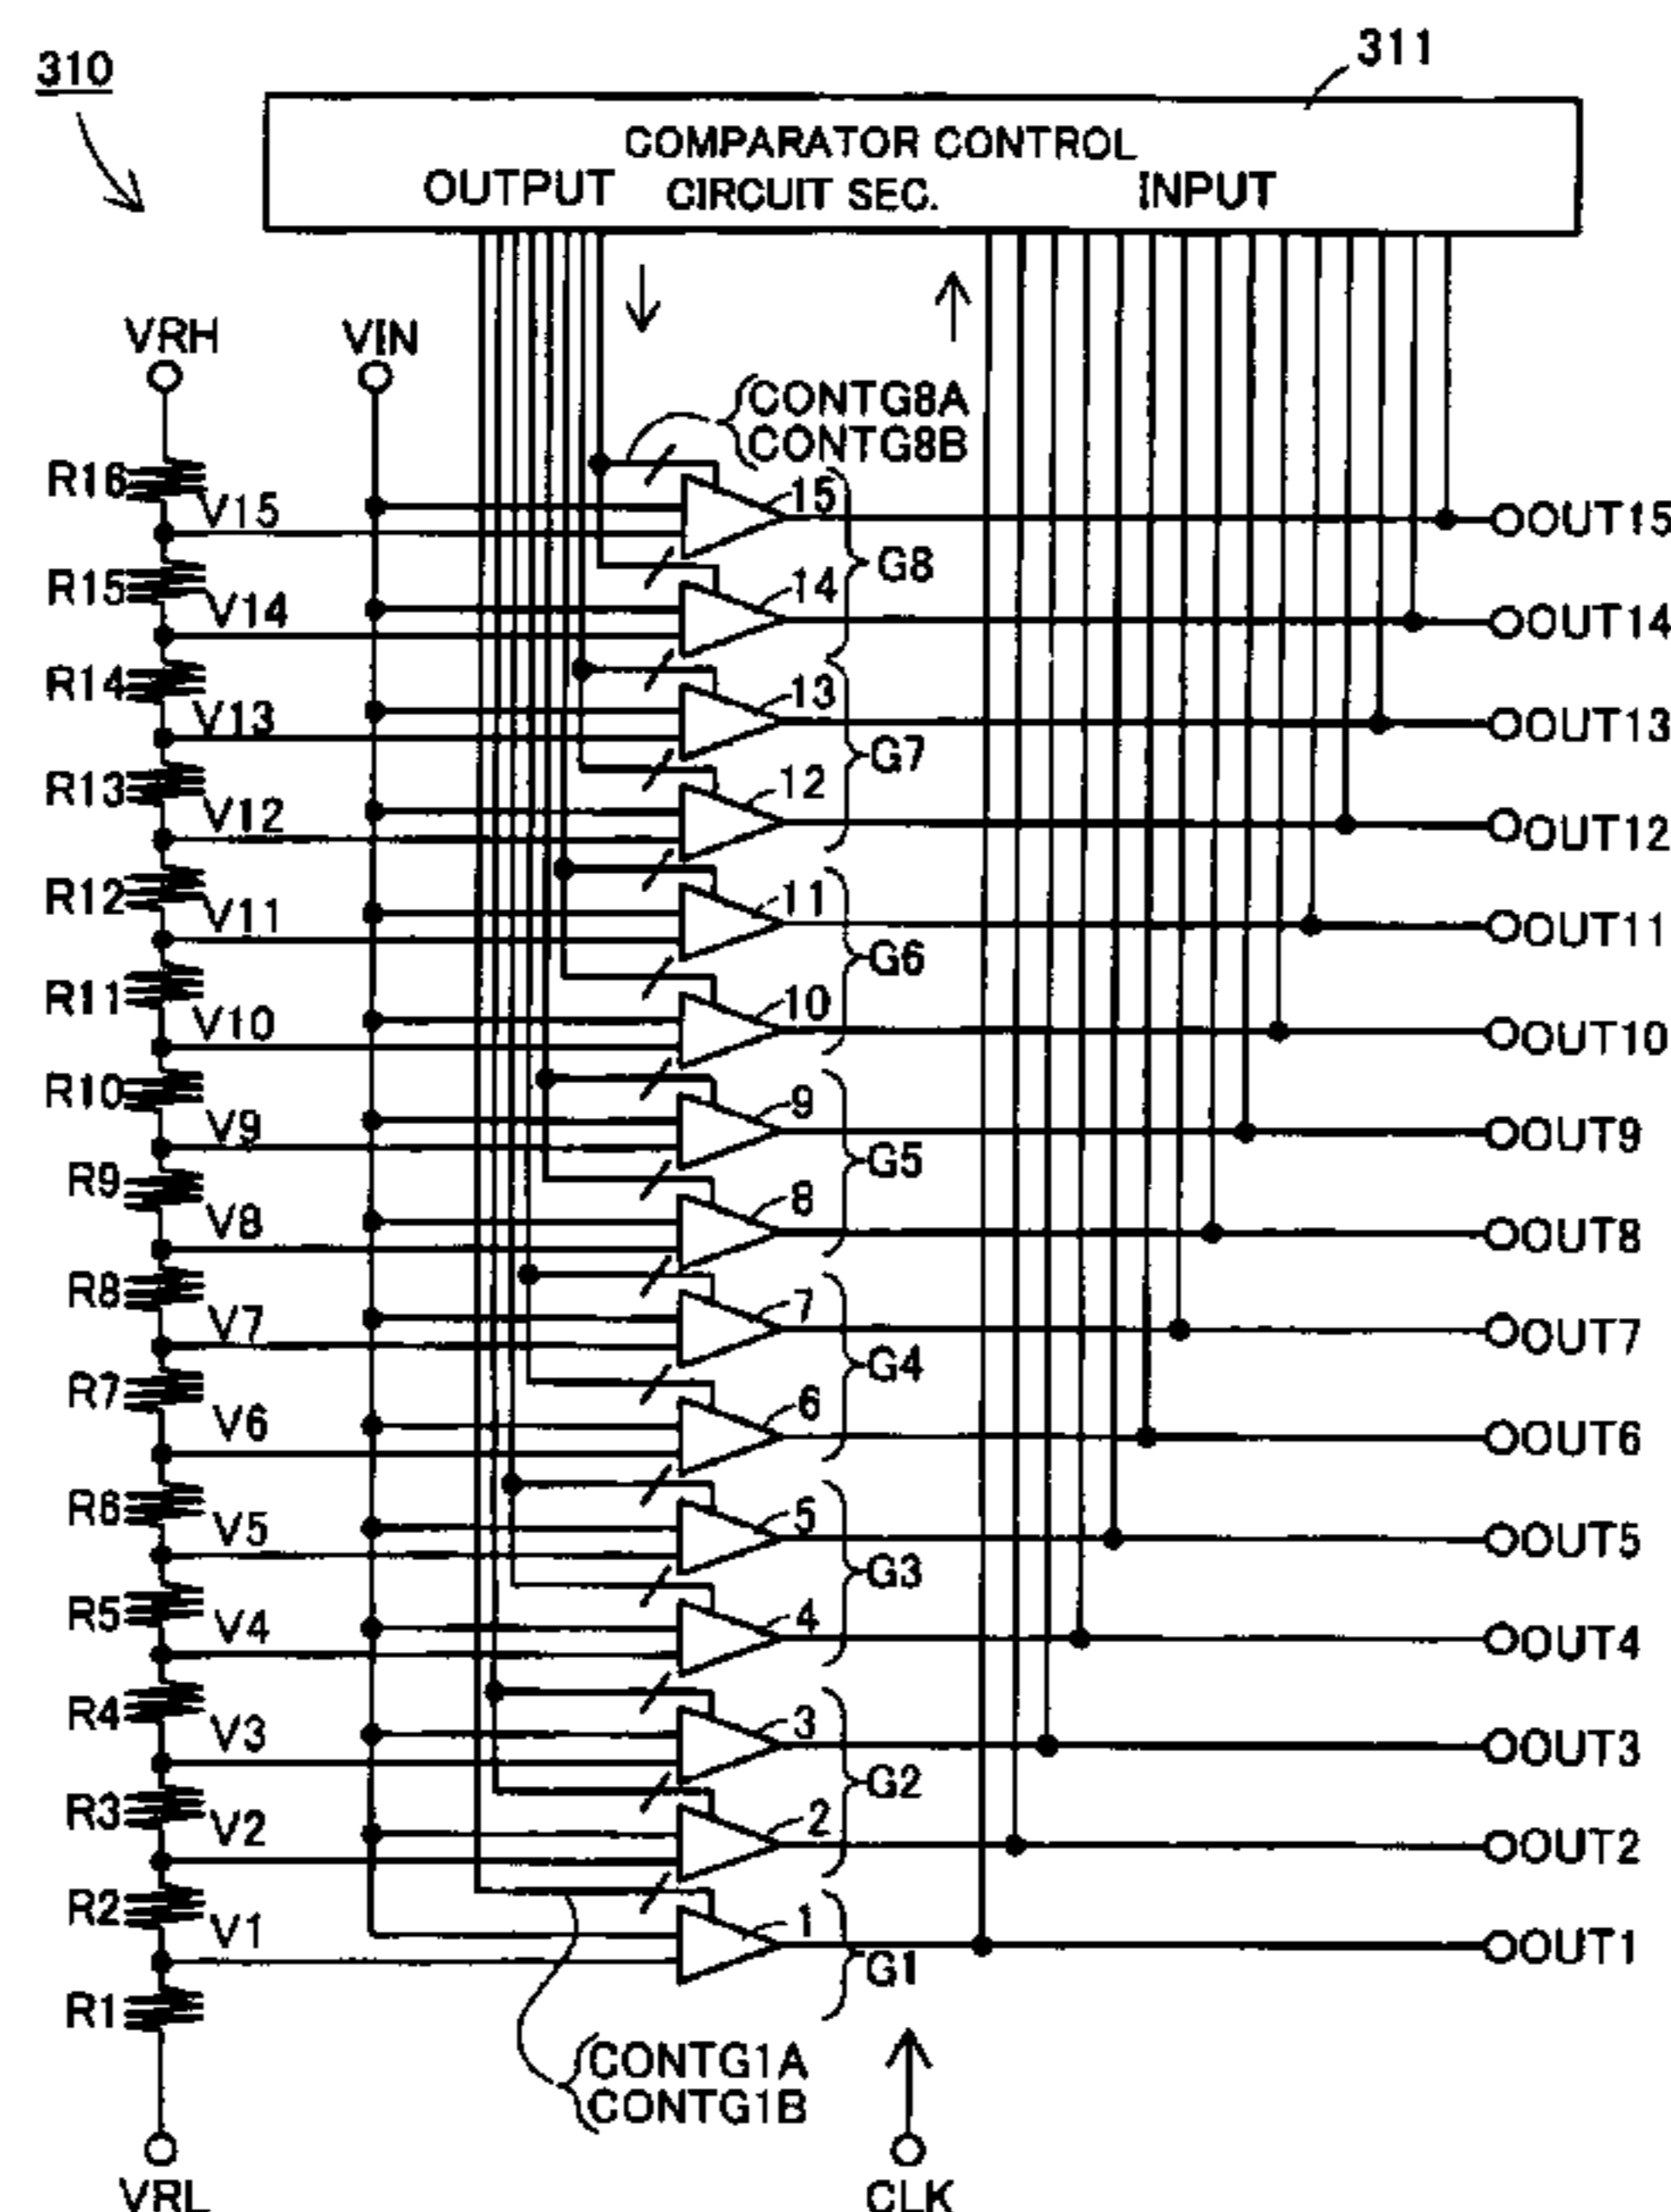 310
311
COMPARATOR CONTROL
OUTPUT CIRCUIT SEC. INPUT
VRH VIN
CONTG8A
CONTG8B
R16 V15 15 OUT15
G8
R15 V14 14 OUT14
R14 V13 13 OUT13
G7
R13 V12 12 OUT12
R12 V11 11 OUT11
G6
R11 V10 10 OUT10
R10 V9 9 OUT9
G5
R9 V8 8 OUT8
R8 V7 7 OUT7
G4
R7 V6 6 OUT6
R6 V5 5 OUT5
G3
R5 V4 4 OUT4
R4 V3 3 OUT3
G2
R3 V2 2 OUT2
R2 V1 1 OUT1
G1
R1
CONTG1A
CONTG1B
VRL CLK